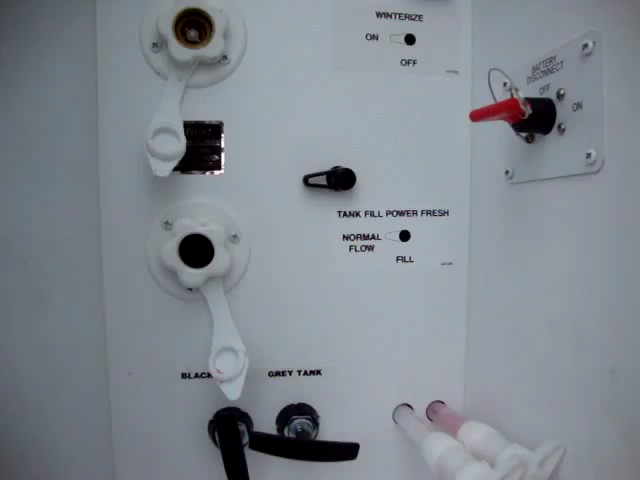 WINTERIZE
ON
OFF
BATTERY
DISCONNECT
OFF
ON
TANK FILL POWER FRESH
NORMAL
FLOW
FILL
BLACK
GREY TANK